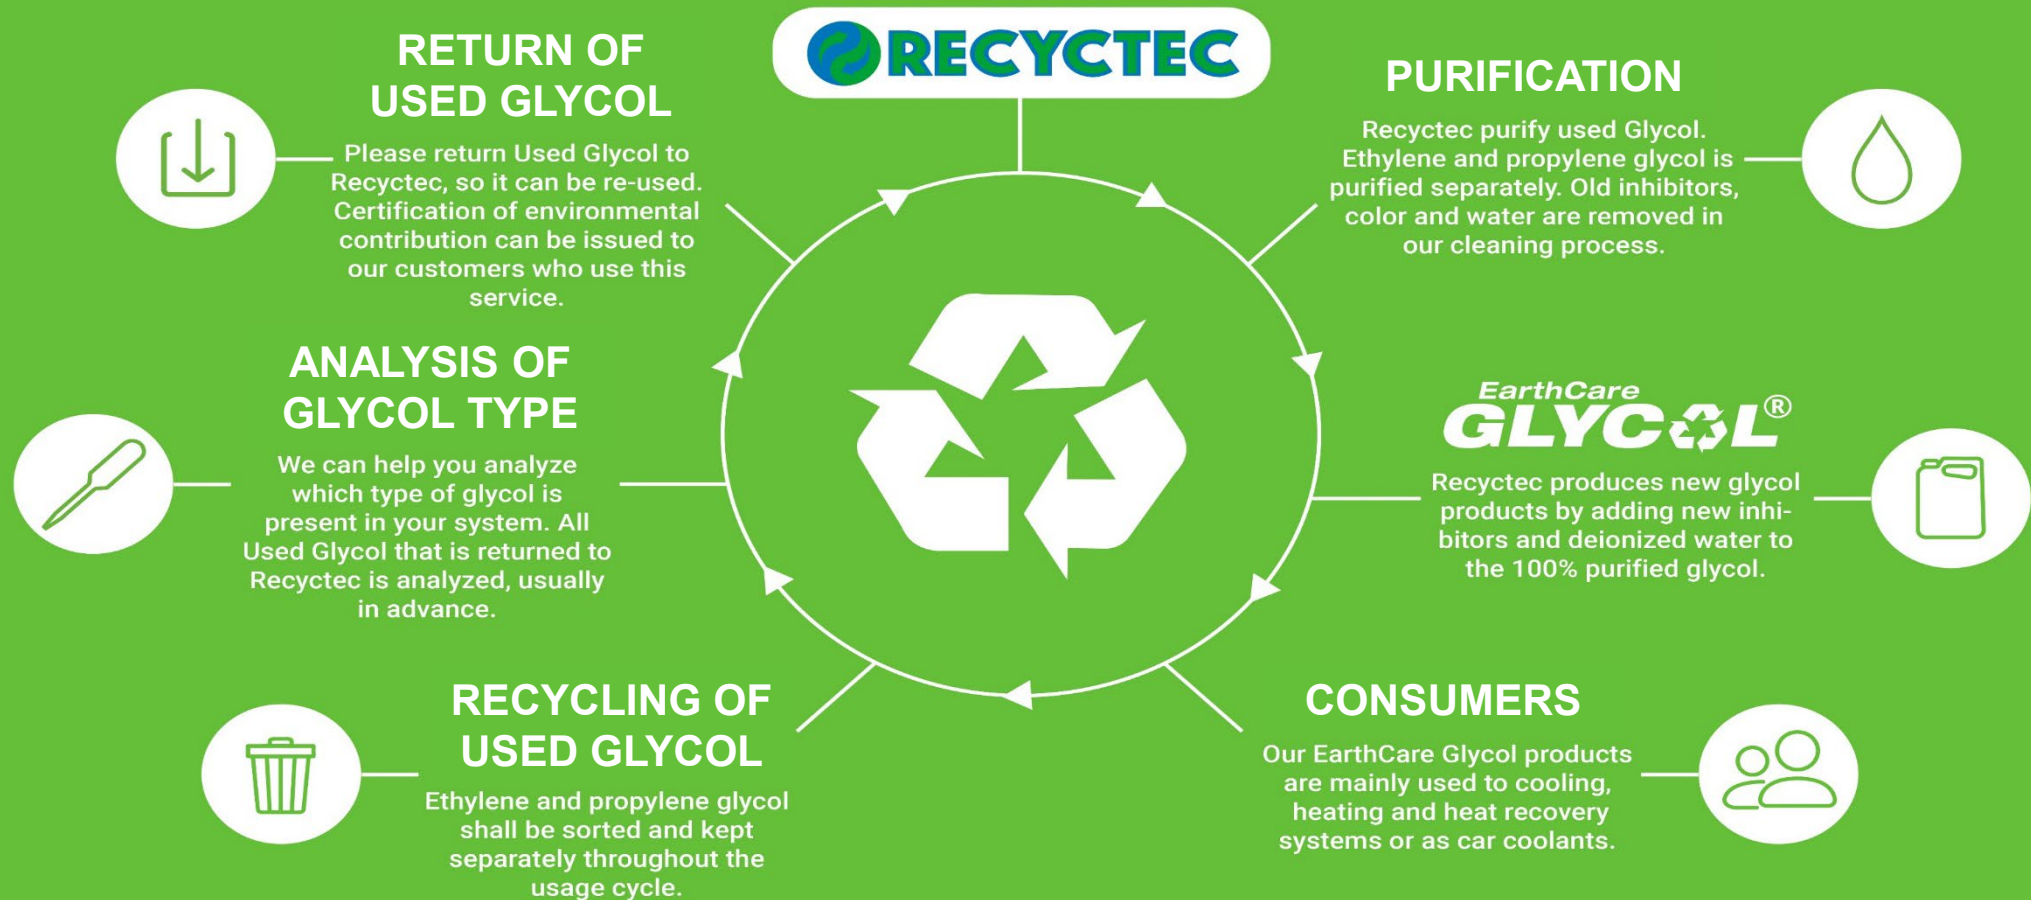 RECYCTEC
RETURN OF
USED GLYCOL
Please return Used Glycol to
Recyctec, so it can be re-used.
Certification of environmental
contribution can be issued to
our customers who use this
service.
PURIFICATION
Recyctec purify used Glycol.
Ethylene and propylene glycol is
purified separately. Old inhibitors,
color and water are removed in
our cleaning process.
ANALYSIS OF
GLYCOL TYPE
We can help you analyze
which type of glycol is
present in your system. All
Used Glycol that is returned to
Recyctec is analyzed, usually
in advance.
EarthCare
GLYCOL®
Recyctec produces new glycol
products by adding new inhi-
bitors and deionized water to
the 100% purified glycol.
RECYCLING OF
USED GLYCOL
Ethylene and propylene glycol
shall be sorted and kept
separately throughout the
usage cycle.
CONSUMERS
Our EarthCare Glycol products
are mainly used to cooling,
heating and heat recovery
systems or as car coolants.